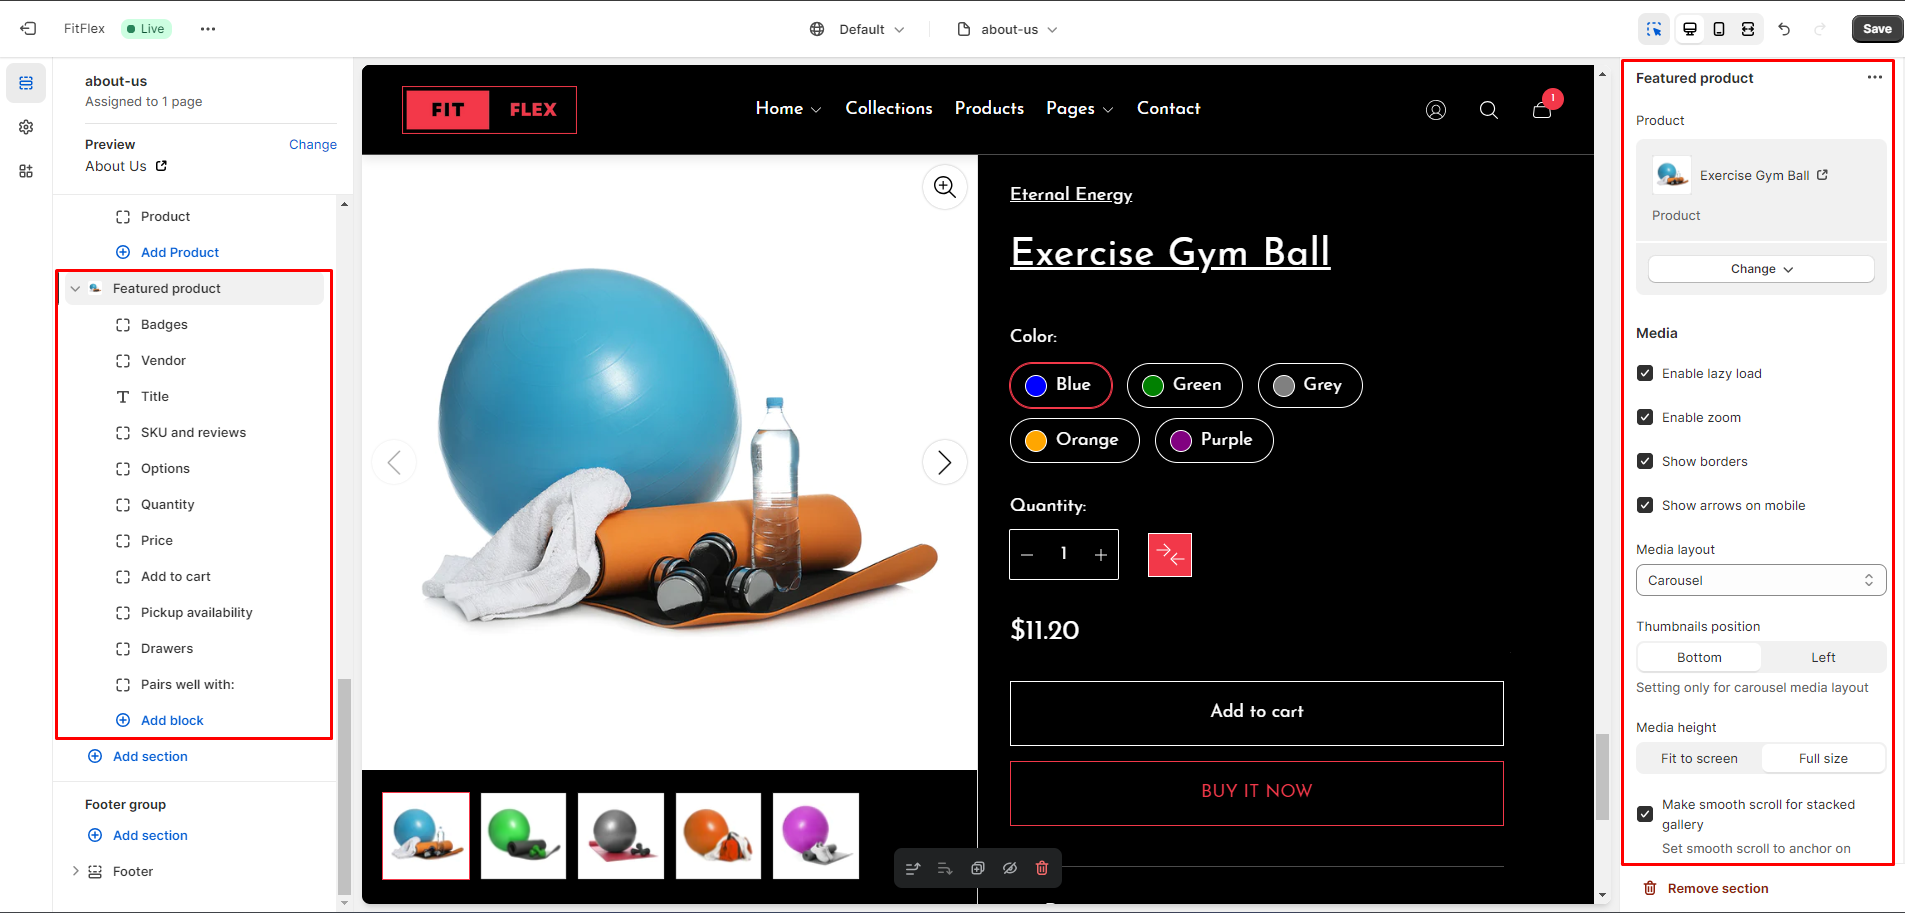 FitFlex
Live
Default
about-us
Save
about-us
Assigned to 1 page
Preview
Change
About Us
Product
Add Product
Featured product
Badges
Vendor
Title
SKU and reviews
Options
Quantity
Price
Add to cart
Pickup availability
Drawers
Pairs well with:
Add block
Add section
Footer group
Add section
Footer
FIT FLEX
Home
Collections
Products
Pages
Contact
1
Eternal Energy
Exercise Gym Ball
Color:
Blue
Green
Grey
Orange
Purple
Quantity:
1
$11.20
Add to cart
BUY IT NOW
Featured product
Product
Exercise Gym Ball
Product
Change
Media
Enable lazy load
Enable zoom
Show borders
Show arrows on mobile
Media layout
Carousel
Thumbnails position
Bottom
Left
Setting only for carousel media layout
Media height
Fit to screen
Full size
Make smooth scroll for stacked
gallery
Set smooth scroll to anchor on
Remove section